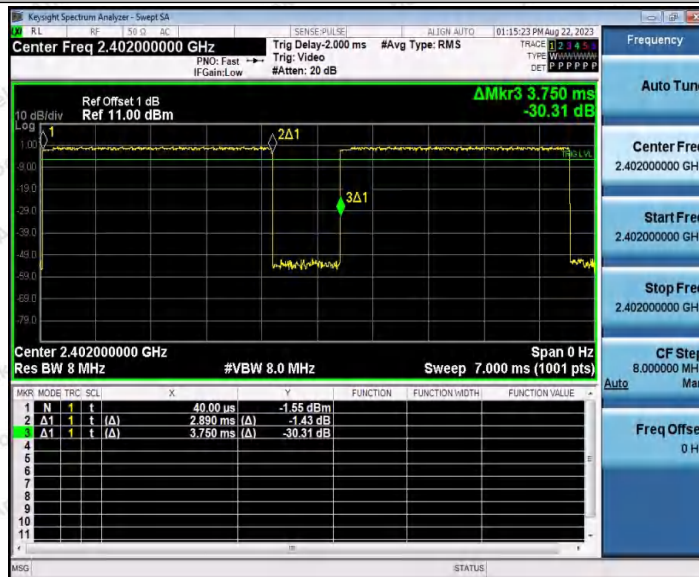 Keysight Spectrum Analyzer - Swept SA
RL RF 50 Ω AC SENSE:PULSE ALIGN AUTO 01:15:23 PM Aug 22, 2023
Center Freq 2.402000000 GHz
PNO: Fast
IFGain:Low
Trig Delay-2.000 ms
Trig: Video
#Atten: 20 dB
#Avg Type: RMS
TRACE 1 2 3 4 5 6
TYPE WWWWWW
DET P P P P P P
Frequency
Auto Tune
Center Freq
2.402000000 GH
Start Freq
2.402000000 GH
Stop Freq
2.402000000 GH
CF Step
8.000000 MH
Auto Man
Freq Offse
0 H
ΔMkr3 3.750 ms
-30.31 dB
Ref Offset 1 dB
10 dB/div Ref 11.00 dBm
Log
1.00
-9.00
-19.0
-29.0
-39.0
-49.0
-59.0
-69.0
-79.0
1
2Δ1
3Δ1
TRIG LVL
Center 2.402000000 GHz Span 0 Hz
Res BW 8 MHz #VBW 8.0 MHz Sweep 7.000 ms (1001 pts)
MKR MODE TRC SCL X Y FUNCTION FUNCTION WIDTH FUNCTION VALUE
1 N 1 t 40.00 µs -1.55 dBm
2 Δ1 1 t (Δ) 2.890 ms (Δ) -1.43 dB
3 Δ1 1 t (Δ) 3.750 ms (Δ) -30.31 dB
4
5
6
7
8
9
10
11
MSG STATUS